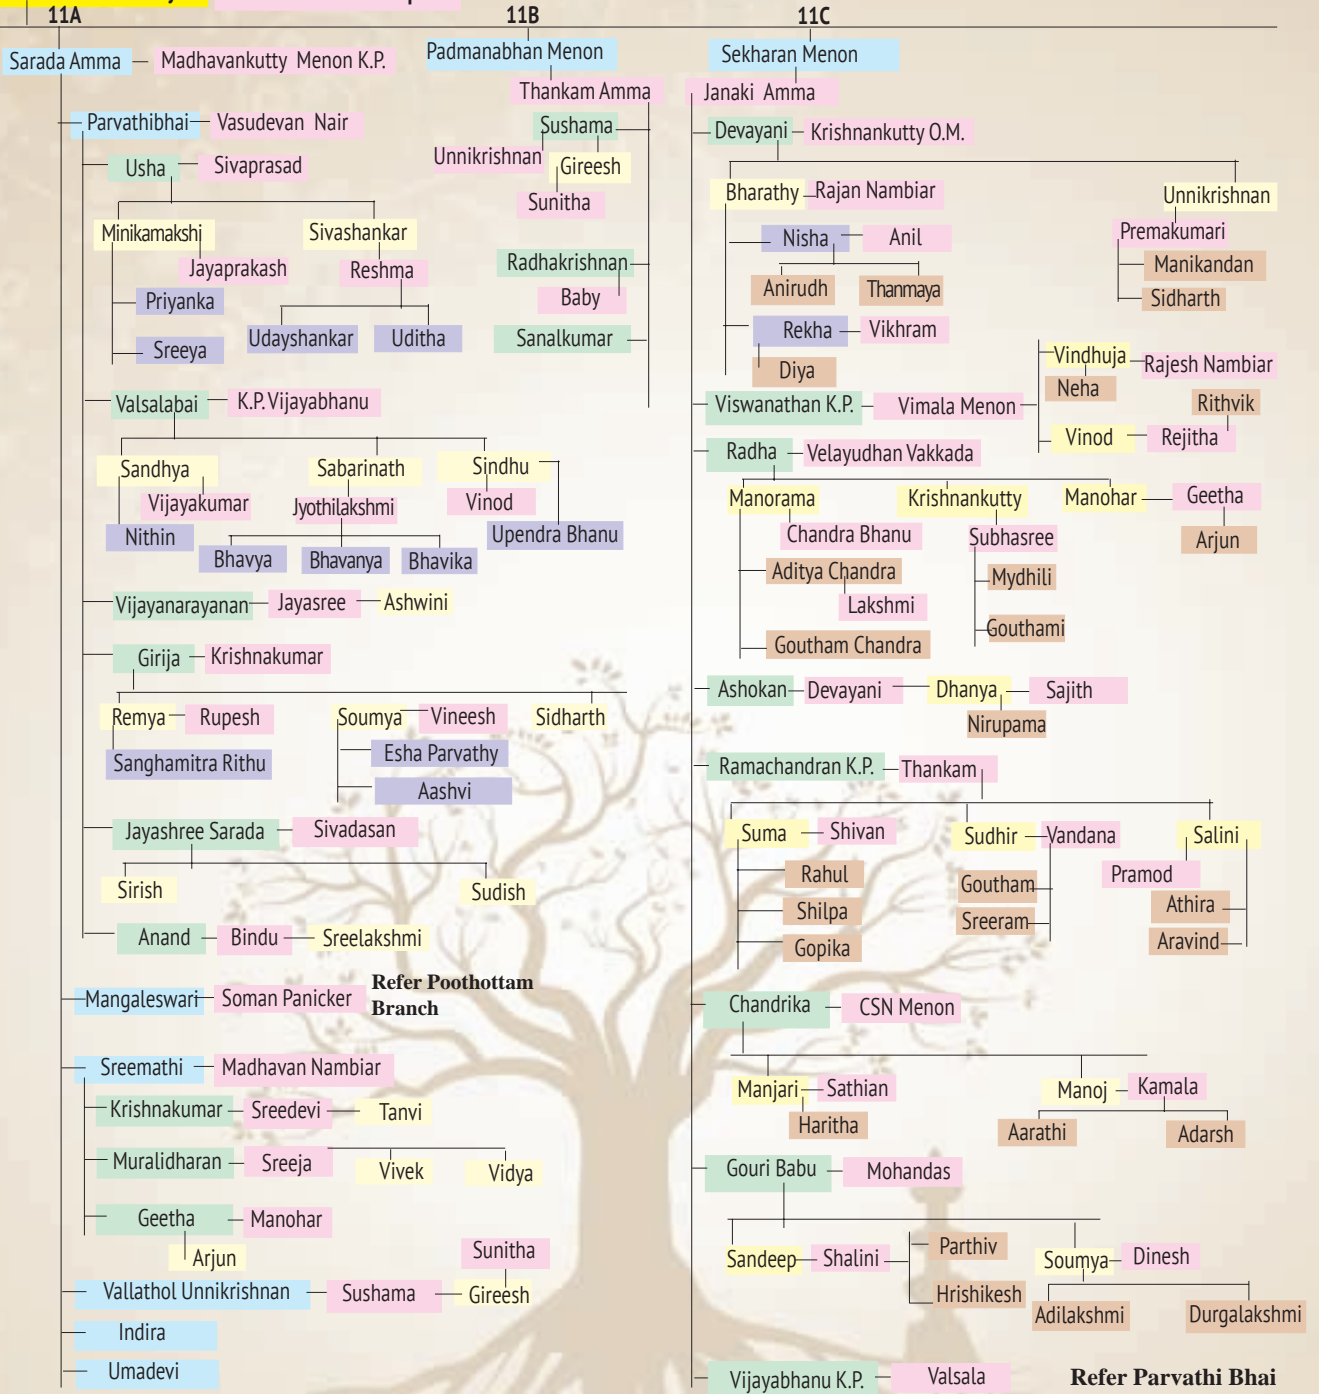 11A
Sarada Amma
Madhavankutty Menon K.P.
Parvathibhai
Vasudevan Nair
Usha
Sivaprasad
Minikamakshi
Sivashankar
Jayaprakash
Reshma
Priyanka
Sreeya
Udayshankar
Uditha
Valsalabai
K.P.Vijayabhanu
Sandhya
Sabarinath
Sindhu
Vijayakumar
Jyothilakshmi
Vinod
Nithin
Bhavya
Bhavanya
Bhavika
Upendra Bhanu
Vijayanarayanan
Jayasree
Ashwini
Girija
Krishnakumar
Remya
Rupesh
Soumya
Vineesh
Sidharth
Sanghamitra Rithu
Esha Parvathy
Aashvi
Jayashree Sarada
Sivadasan
Sirish
Sudish
Anand
Bindu
Sreelakshmi
Mangaleswari
Soman Panicker
Refer Poothottam
Branch
Sreemathi
Madhavan Nambiar
Krishnakumar
Sreedevi
Tanvi
Muralidharan
Sreeja
Vivek
Vidya
Geetha
Manohar
Arjun
Sunitha
Vallathol Unnikrishnan
Sushama
Gireesh
Indira
Umadevi
11B
Padmanabhan Menon
Thankam Amma
Sushama
Unnikrishnan
Gireesh
Sunitha
Radhakrishnan
Baby
Sanalkumar
11C
Sekharan Menon
Janaki Amma
Devayani
Krishnankutty O.M.
Bharathy
Rajan Nambiar
Unnikrishnan
Premakumari
Nisha
Anil
Manikandan
Anirudh
Thanmaya
Sidharth
Rekha
Vikhram
Diya
Vindhuja
Rajesh Nambiar
Neha
Viswanathan K.P.
Vimala Menon
Rithvik
Vinod
Rejitha
Radha
Velayudhan Vakkada
Manorama
Krishnankutty
Manohar
Geetha
Chandra Bhanu
Subhasree
Arjun
Aditya Chandra
Mydhili
Lakshmi
Gouthami
Goutham Chandra
Ashokan
Devayani
Dhanya
Sajith
Nirupama
Ramachandran K.P.
Thankam
Suma
Shivan
Sudhir
Vandana
Salini
Rahul
Goutham
Pramod
Shilpa
Sreeram
Athira
Gopika
Aravind
Chandrika
CSN Menon
Manjari
Sathian
Manoj
Kamala
Haritha
Aarathi
Adarsh
Gouri Babu
Mohandas
Sandeep
Shalini
Parthiv
Soumya
Dinesh
Hrishikesh
Adilakshmi
Durgalakshmi
Vijayabhanu K.P.
Valsala
Refer Parvathi Bhai